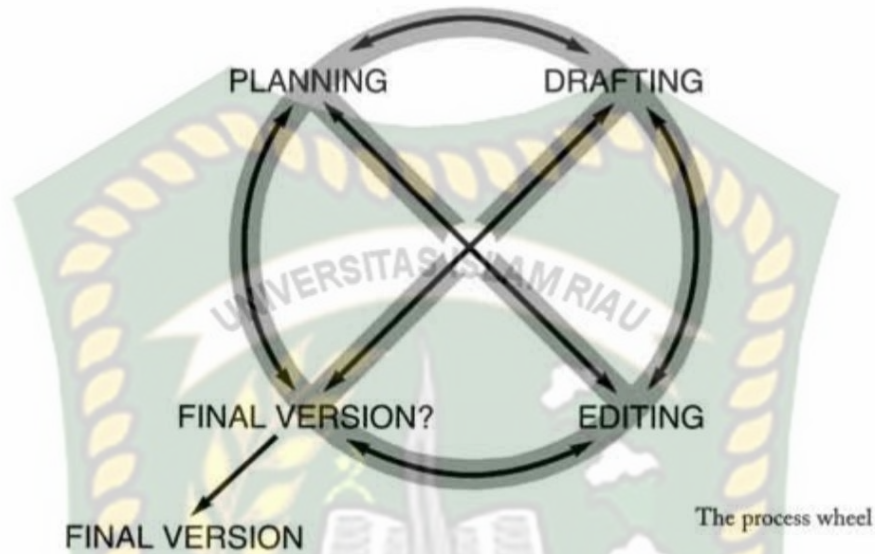 PLANNING DRAFTING
UNIVERSITAS ISLAM RIAU
FINAL VERSION? EDITING
The process wheel
FINAL VERSION